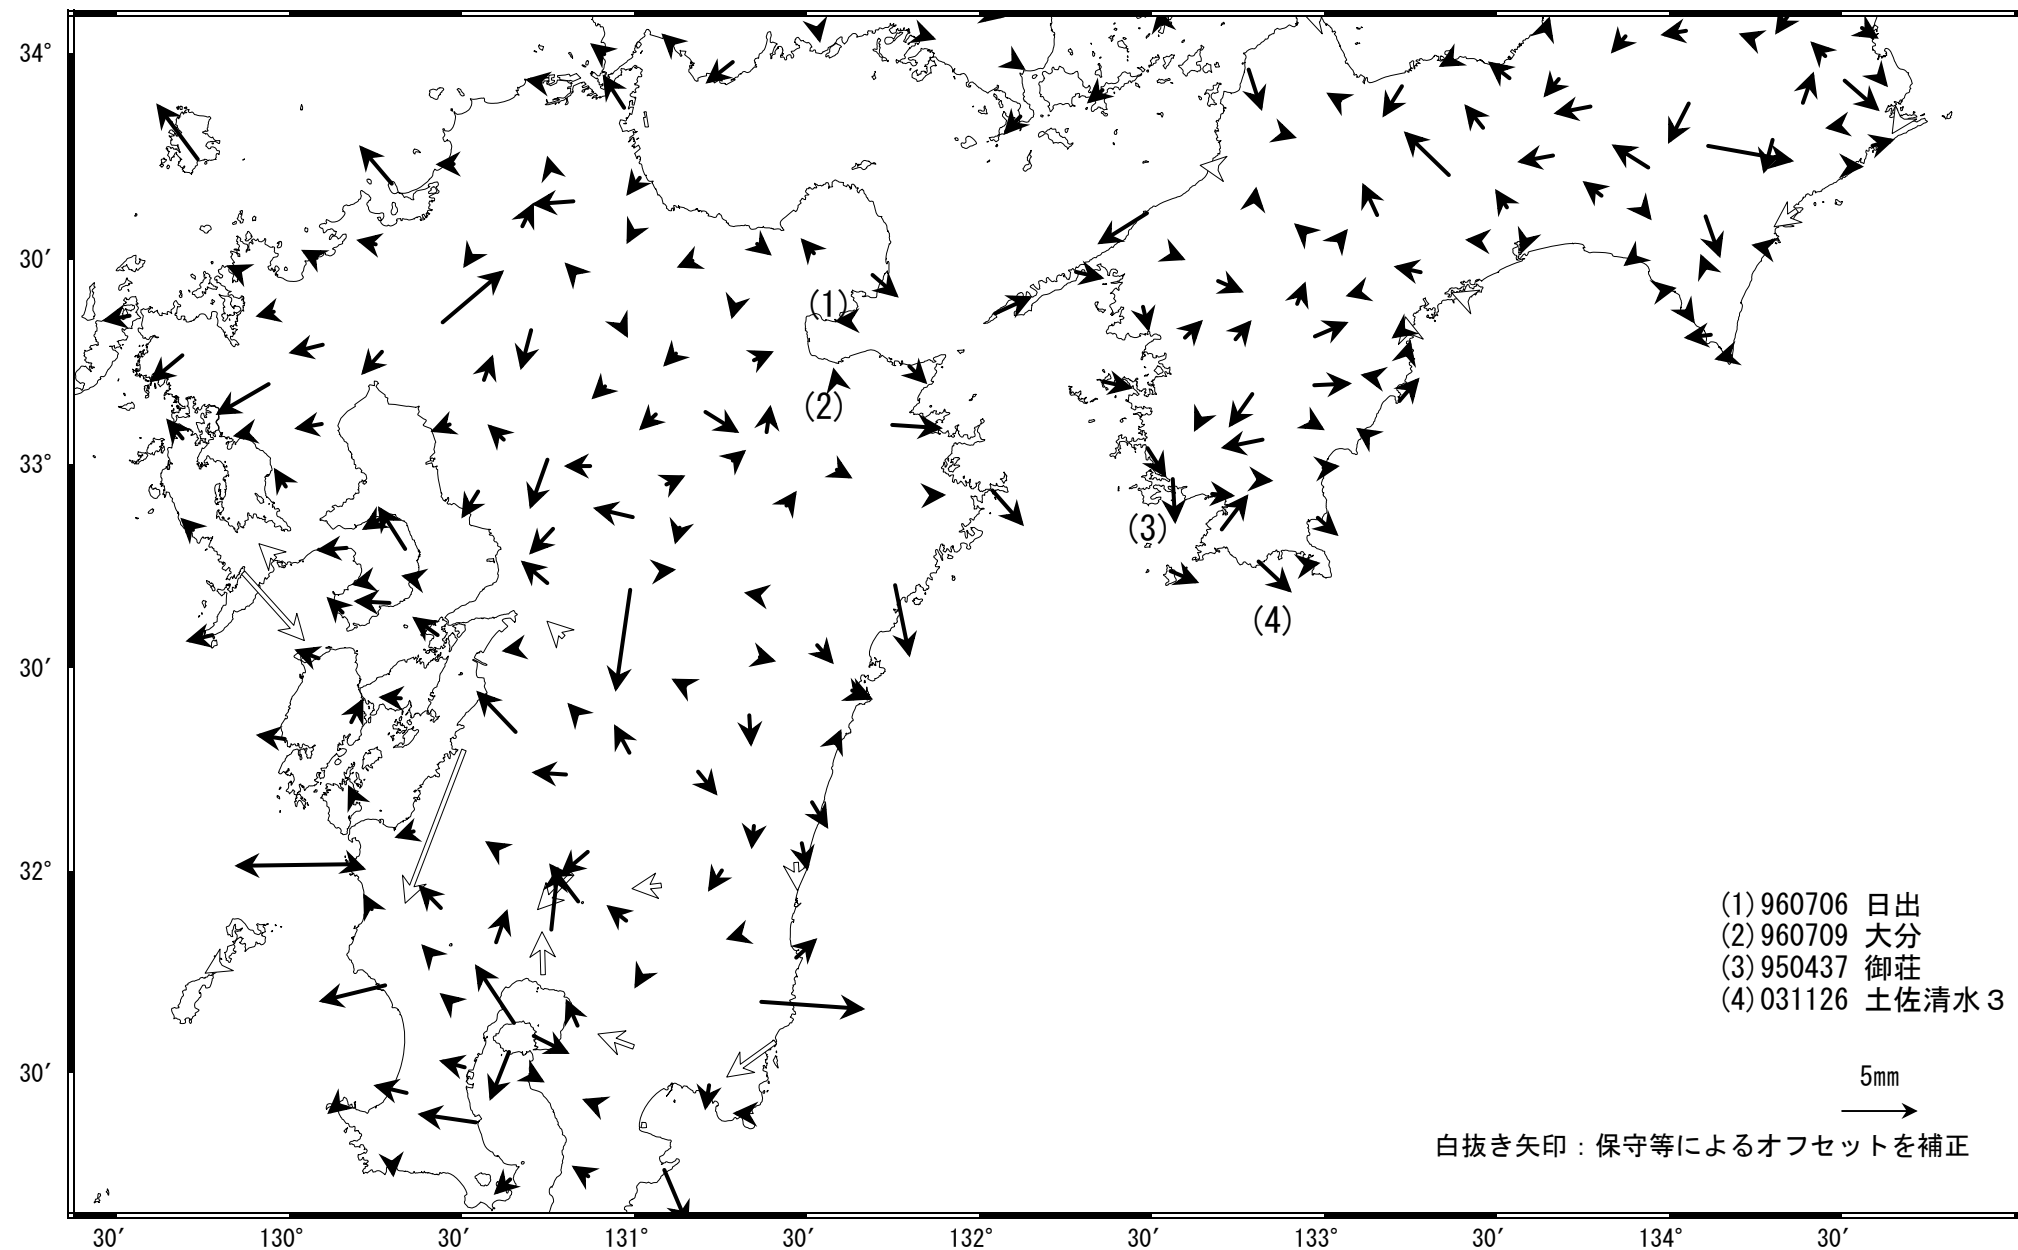 34°
30′
(1)
(2)
33°
(3)
(4)
30′
32°
(1)960706 日出
(2)960709 大分
(3)950437 御荘
(4)031126 土佐清水３
30′
5mm
白抜き矢印：保守等によるオフセットを補正
30′ 130° 30′ 131° 30′ 132° 30′ 133° 30′ 134° 30′